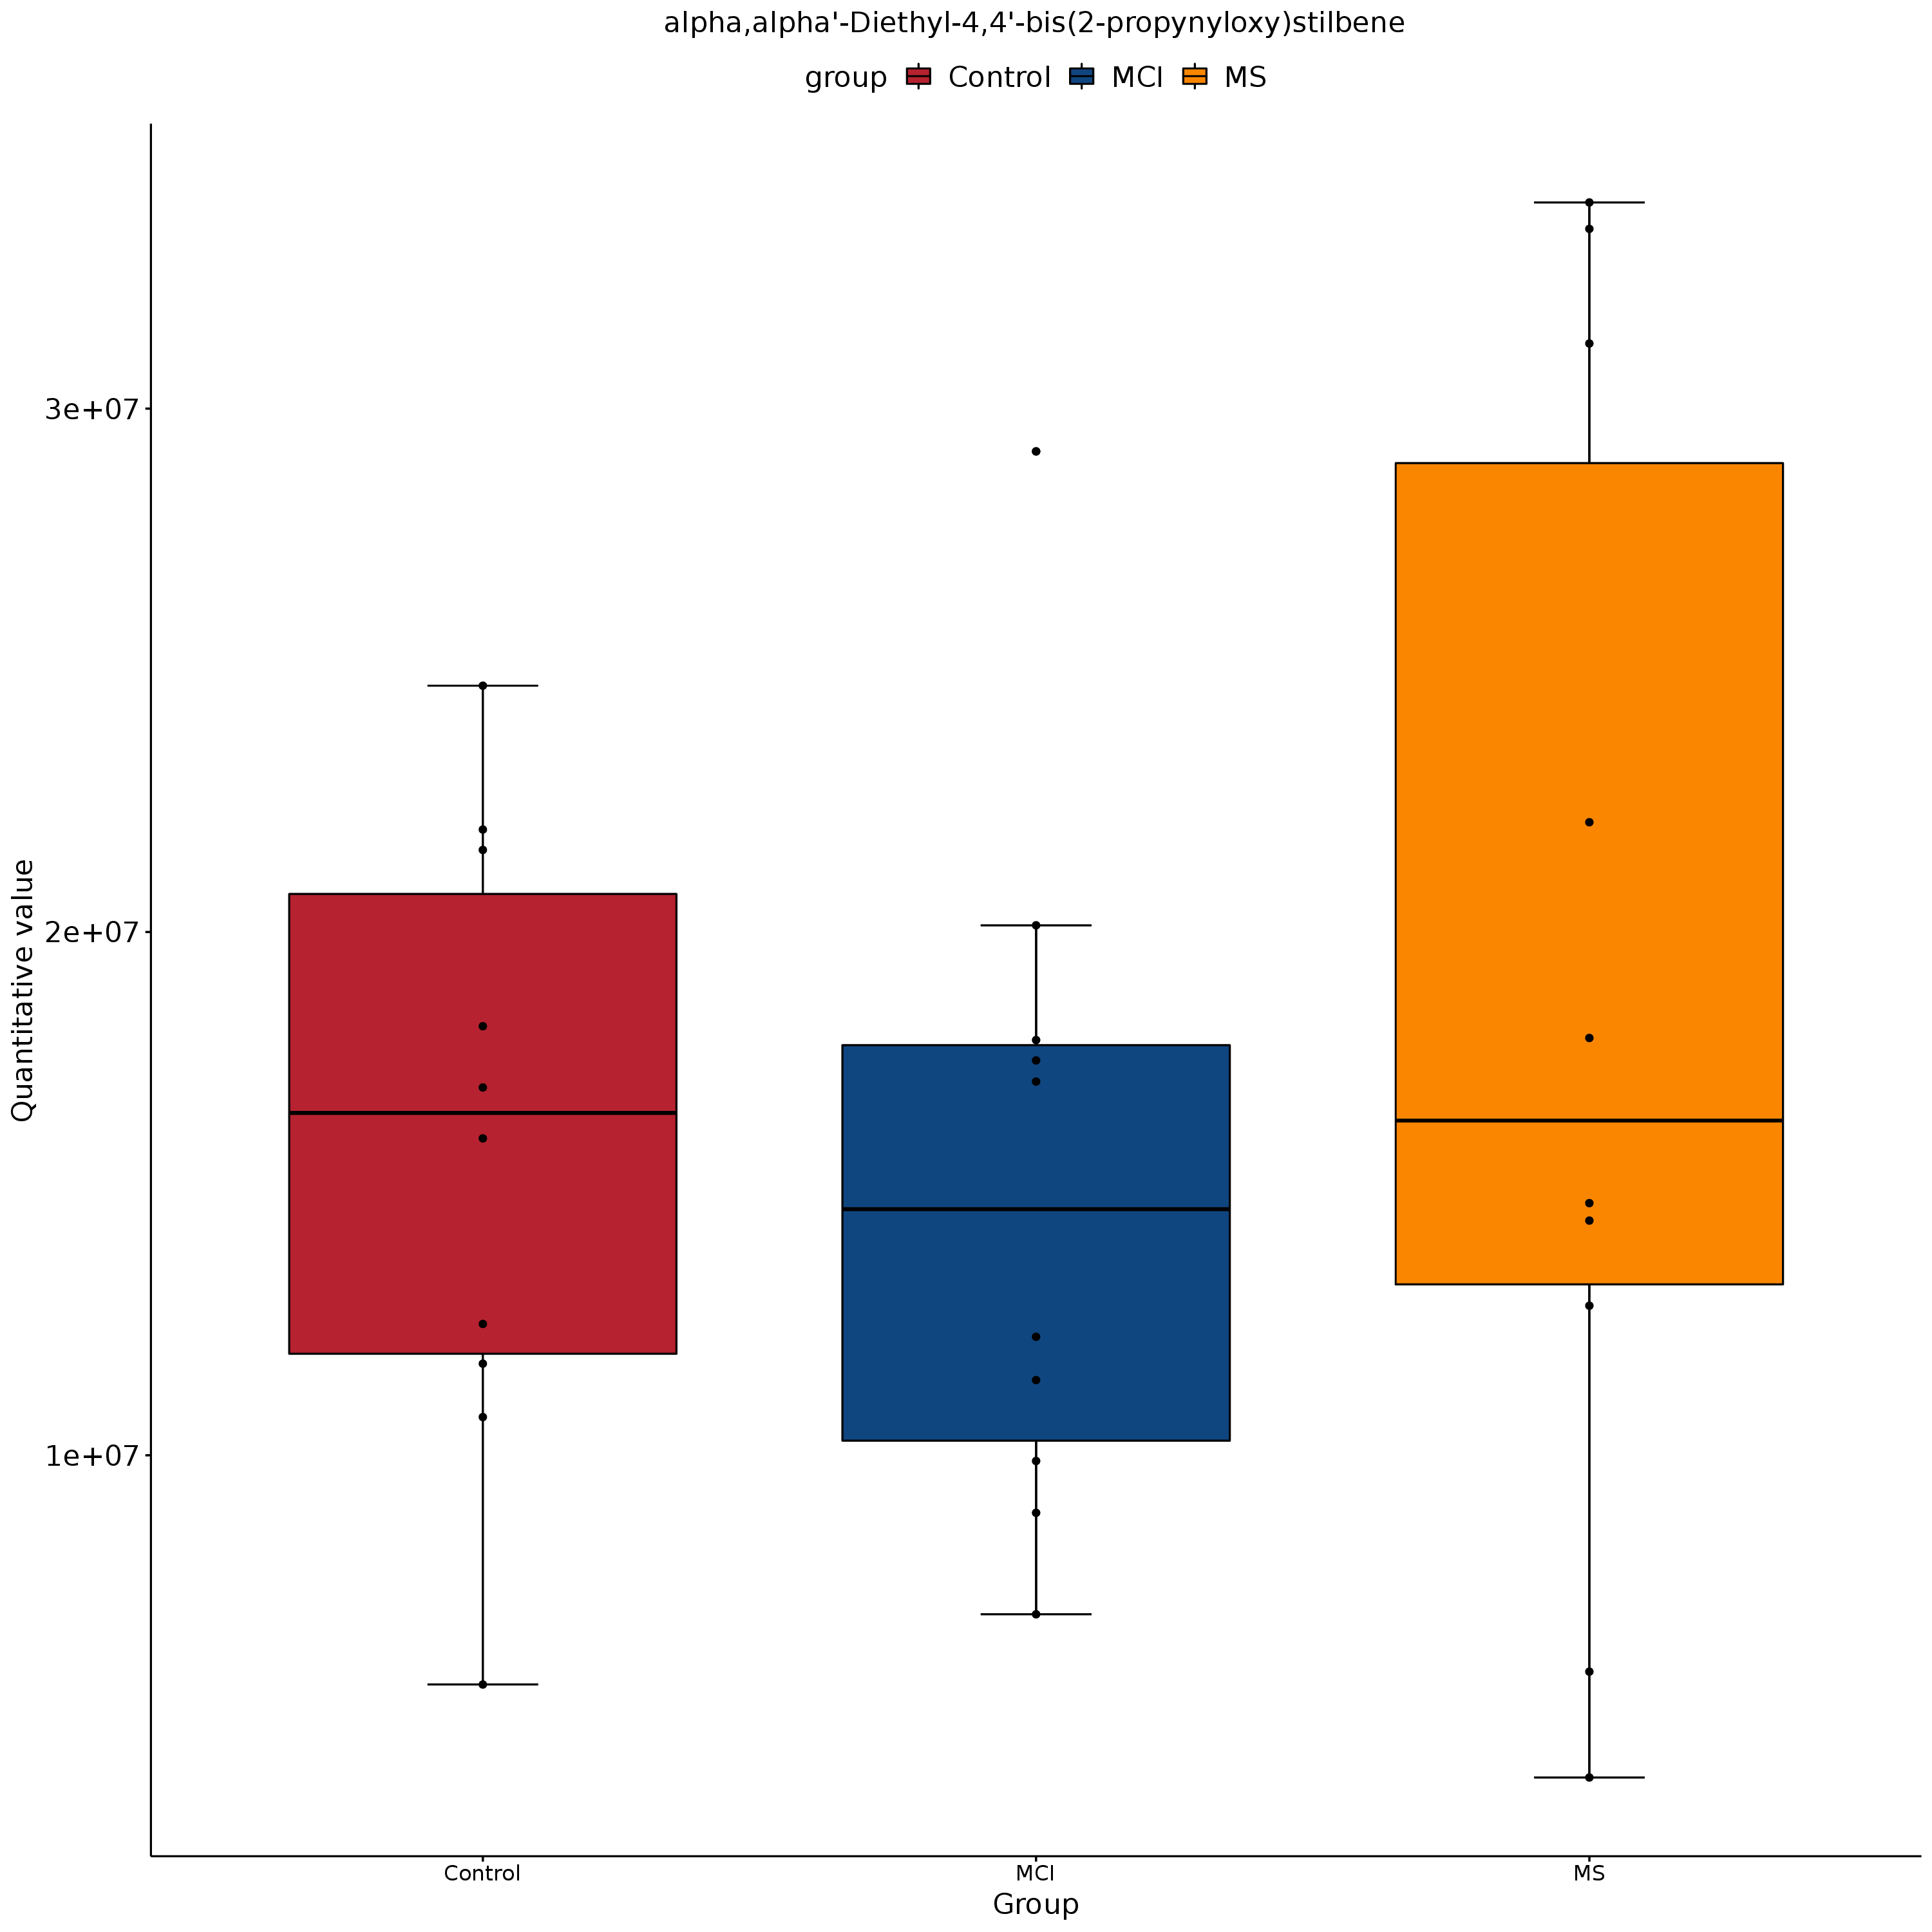 alpha,alpha'-Diethyl-4,4'-bis(2-propynyloxy)stilbene
group Control MCI MS
Quantitative value
3e+07
2e+07
1e+07
Control MCI MS
Group